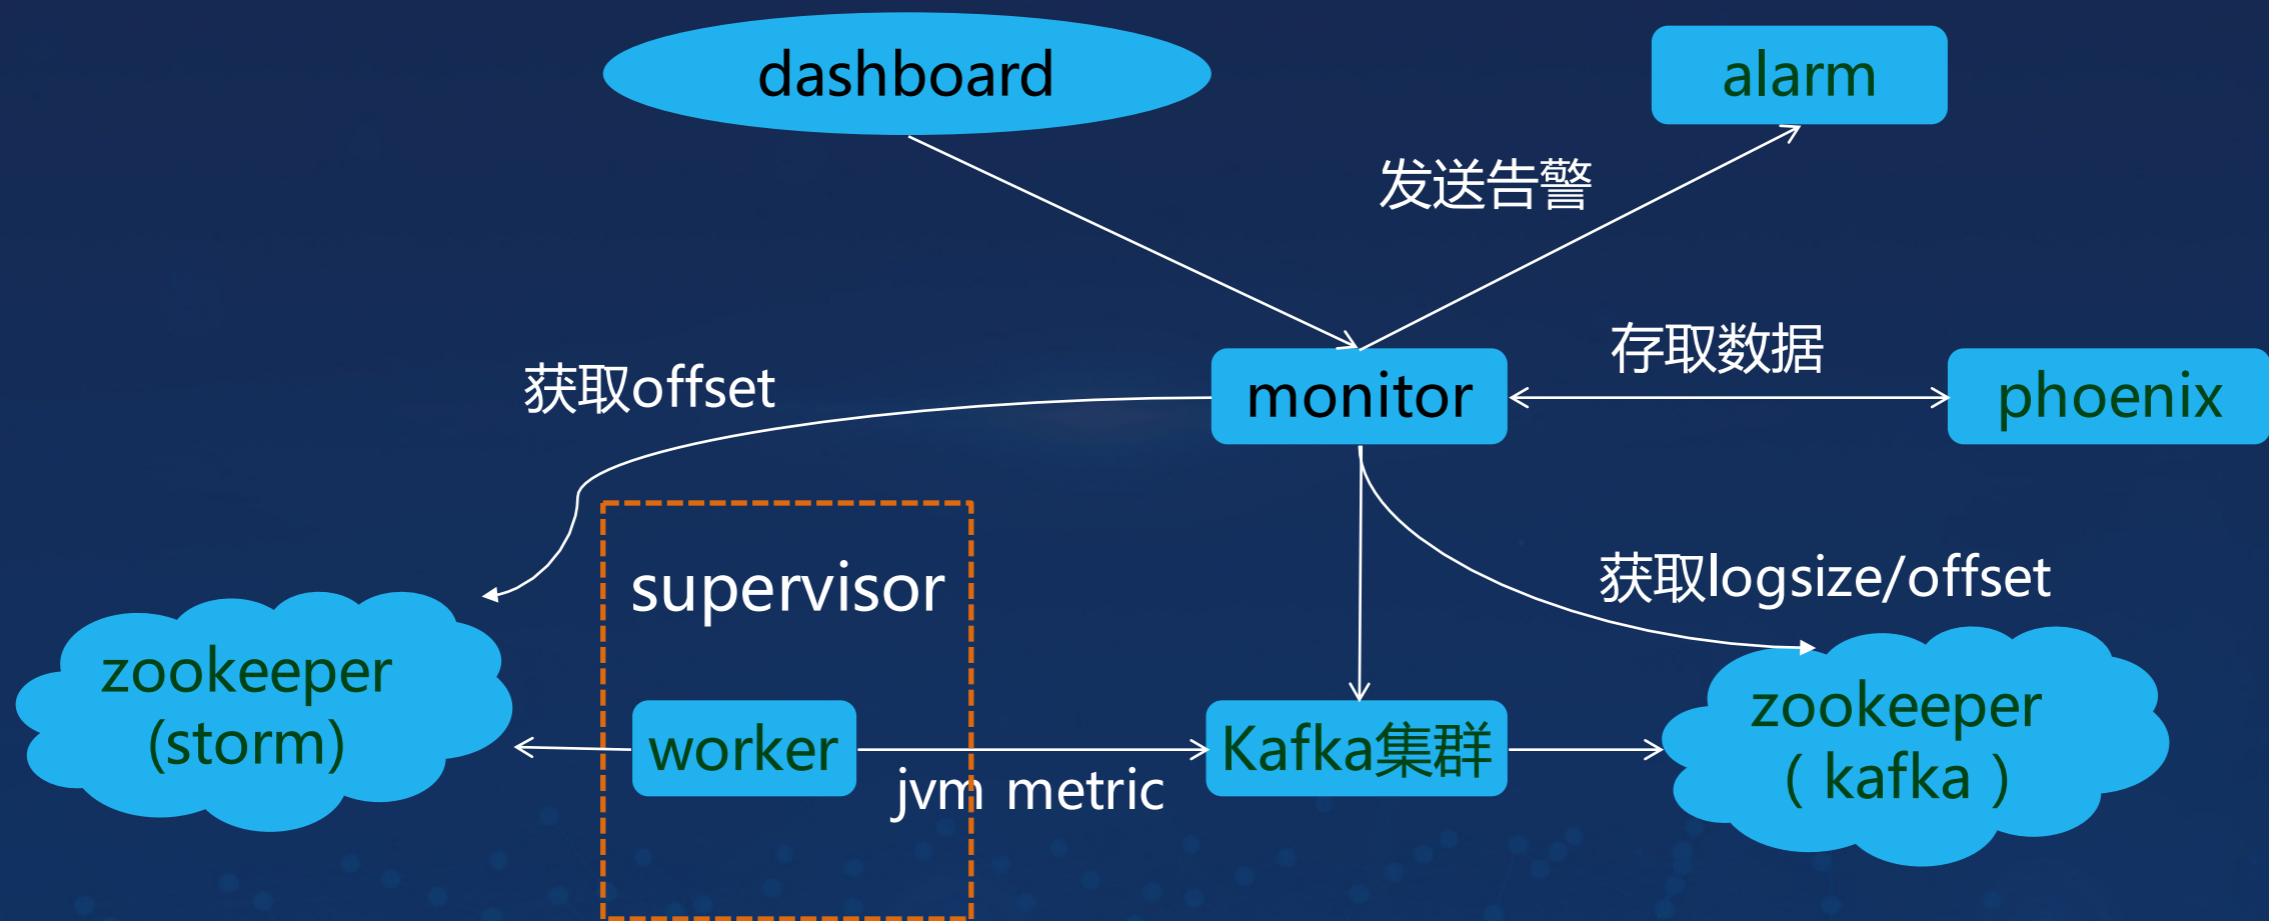 dashboard
alarm
发送告警
存取数据
获取offset
monitor
phoenix
supervisor
获取logsize/offset
zookeeper
(storm)
worker
jvm metric
Kafka集群
zookeeper
（ kafka ）